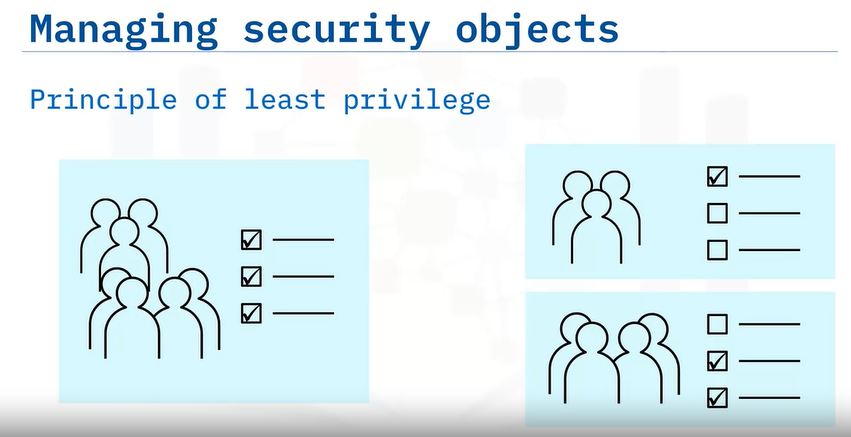 Managing security objects
Principle of least privilege